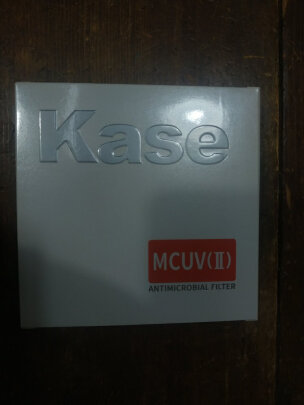 Kase
MCUV(Ⅱ)
ANTIMICROBIAL FILTER